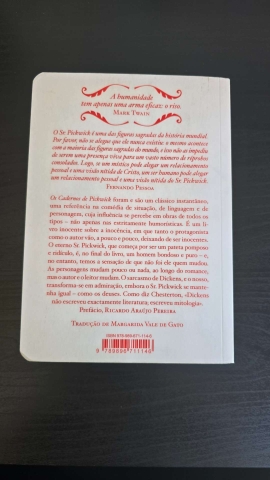 A humanidade
tem apenas uma arma eficaz: o riso.
MARK TWAIN
O Sr. Pickwick é uma das figuras sagradas da história mundial.
Por favor, não se alegue que ele nunca existiu: o mesmo acontece
com a maioria das figuras sagradas do mundo, e isso não as impediu
de serem uma presença viva para um vasto número de réprobos
consolados. Logo, se um místico pode alegar um relacionamento
pessoal e uma visão nítida de Cristo, um ser humano pode alegar
um relacionamento pessoal e uma visão nítida do Sr. Pickwick.
FERNANDO PESSOA
Os Cadernos de Pickwick foram e são um clássico instantâneo,
uma referência na comédia de situação, de linguagem e de
personagem, cuja influência se percebe em obras de todos os
tipos – não apenas nas estritamente humorísticas. É um li-
vro inocente sobre a inocência, em que tanto o protagonista
como o autor vão, a pouco e pouco, deixando de ser inocentes.
O enorme Sr. Pickwick, que começa por ser um pateta pomposo
e ridículo, é, no final do livro, um homem bondoso e puro – e,
no entanto, temos a sensação de que não foi ele quem mudou.
As personagens mudam pouco ou nada, ao longo do romance,
mas o autor e o leitor mudam. O sarcasmo de Dickens, e o nosso,
transforma-se em admiração, embora o Sr. Pickwick se mante-
nha igual – como os deuses. Como diz Chesterton, «Dickens
não escreveu exactamente literatura, escreveu mitologia».
Prefácio, RICARDO ARAÚJO PEREIRA
TRADUÇÃO DE MARGARIDA VALE DE GATO
ISBN 978-989-671-114-6
9 789896 711146